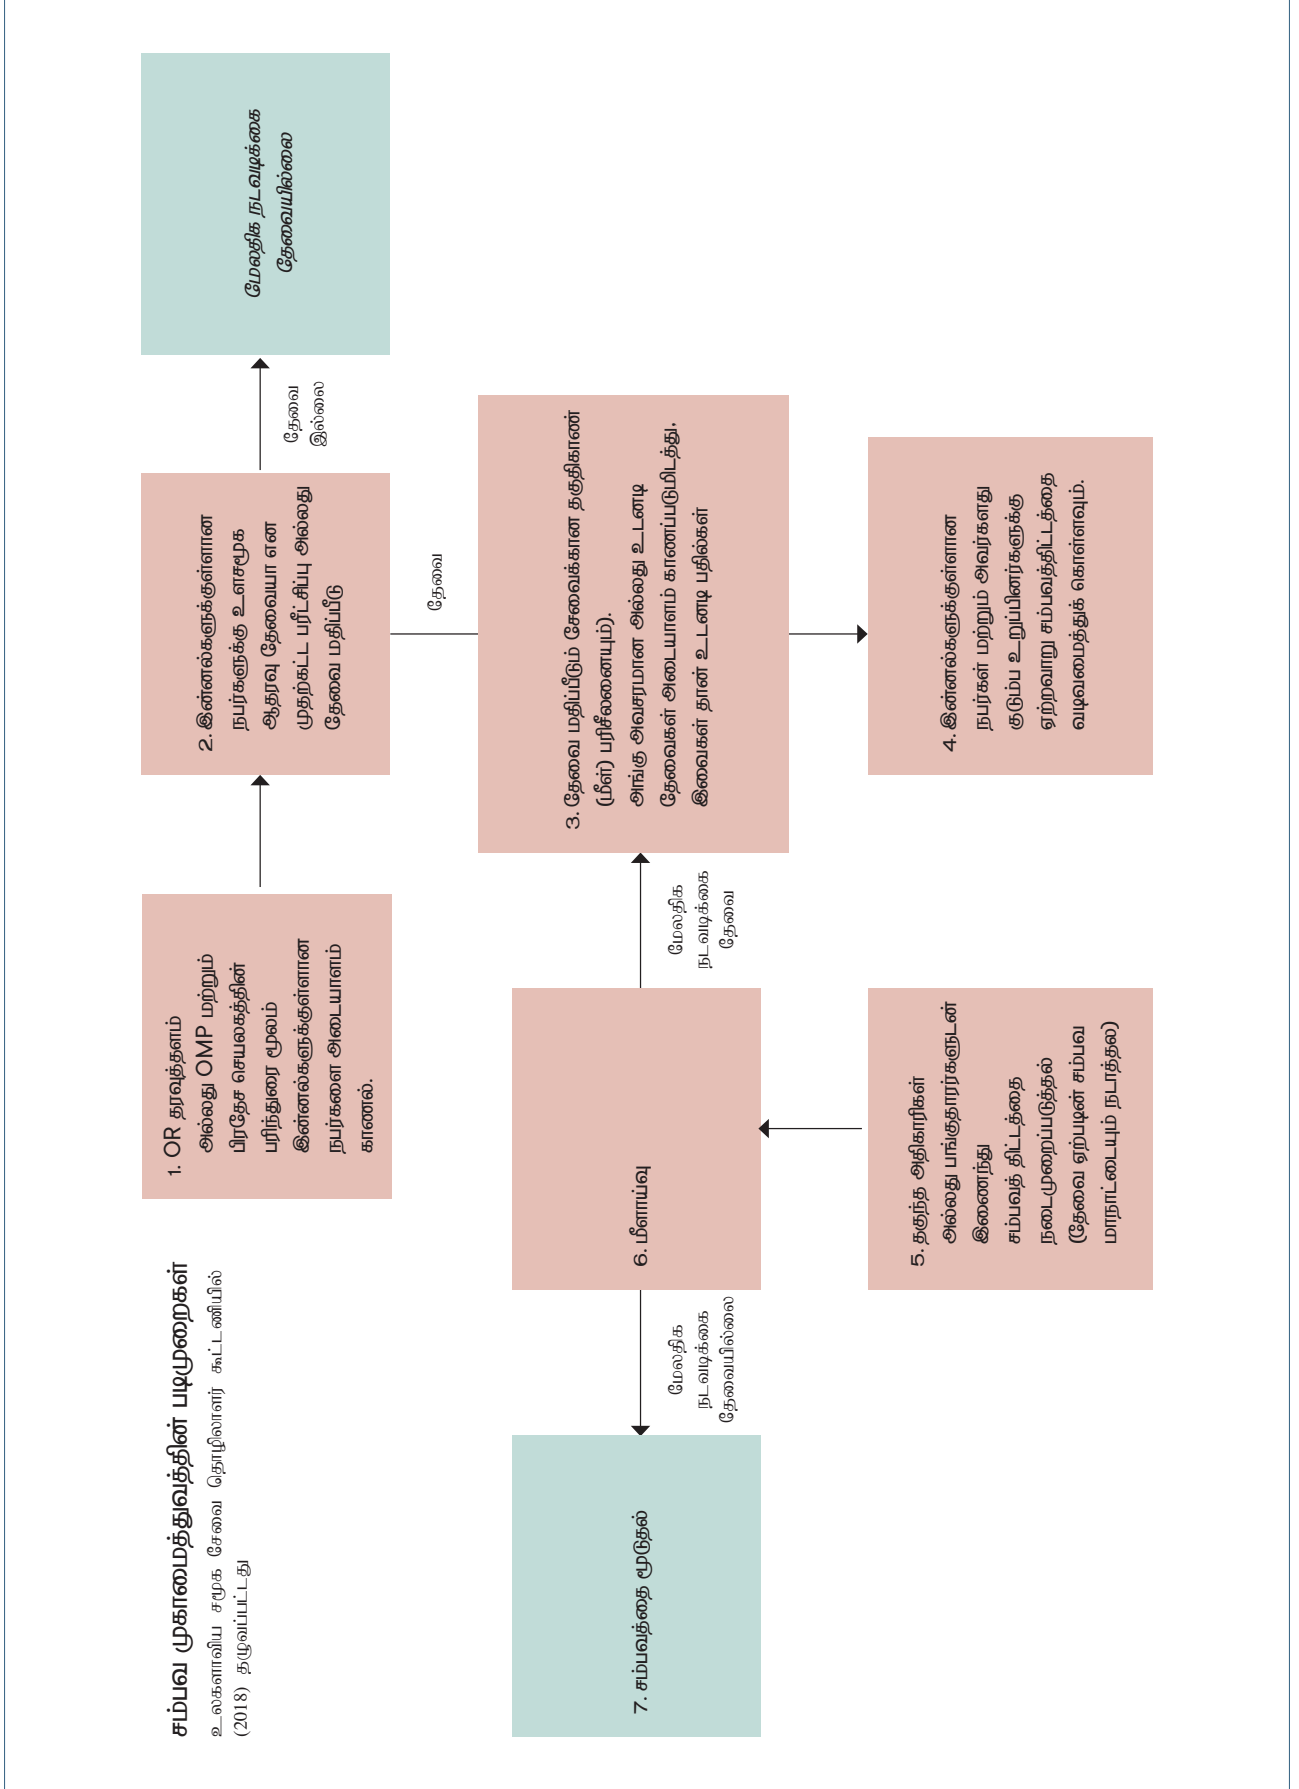 சம்பவ முகாமைத்துவத்தின் படிமுறைகள்
உலகளாவிய சமூக சேவை தொழிலாளர் கூட்டணியில்
(2018) தழுவப்பட்டது
1. OR தரவுத்தளம்
அல்லது OMP மற்றும்
பிரதேச செயலகத்தின்
பரிந்துரை மூலம்
இன்னல்களுக்குள்ளான
நபர்களை அடையாளம்
காணல்.
2. இன்னல்களுக்குள்ளான
நபர்களுக்கு உளசமூக
ஆதரவு தேவையா என
முதற்கட்ட பரீட்சிப்பு அல்லது
தேவை மதிப்பீடு
தேவை
இல்லை
மேலதிக நடவடிக்கை
தேவையில்லை
தேவை
3. தேவை மதிப்பீடும் சேவைக்கான தகுதிகாண்
(மீள்) பரிசீலனையும்).
அங்கு அவசரமான அல்லது உடனடி
தேவைகள் அடையாளம் காணப்படுமிடத்து,
இவைகள் தான் உடனடி பதில்கள்
4. இன்னல்களுக்குள்ளான
நபர்கள் மற்றும் அவர்களது
குடும்ப உறுப்பினர்களுக்கு
ஏற்றவாறு சம்பவத்திட்டத்தை
வடிவமைத்துக் கொள்ளவும்.
5. தகுந்த அதிகாரிகள்
அல்லது பங்குதாரர்களுடன்
இணைந்து
சம்பவத் திட்டத்தை
நடைமுறைப்படுத்தல்
(தேவை ஏற்படின் சம்பவ
மாநாட்டையும் நடாத்தல)
6. மீளாய்வு
மேலதிக
நடவடிக்கை
தேவை
மேலதிக
நடவடிக்கை
தேவையில்லை
7. சம்பவத்தை மூடுதல்